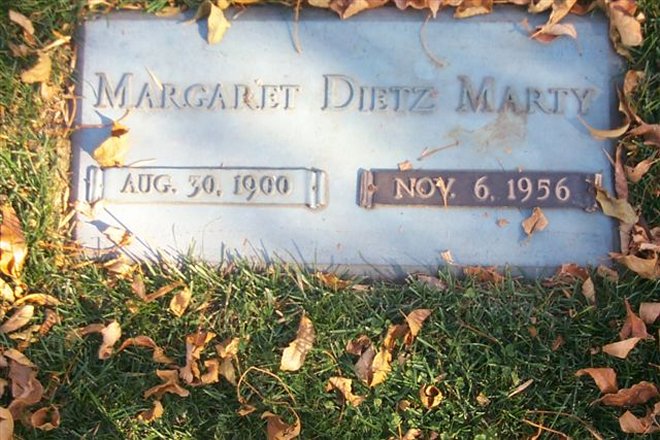 MARGARET DIETZ MARTY
AUG. 30, 1900
NOV. 6, 1956